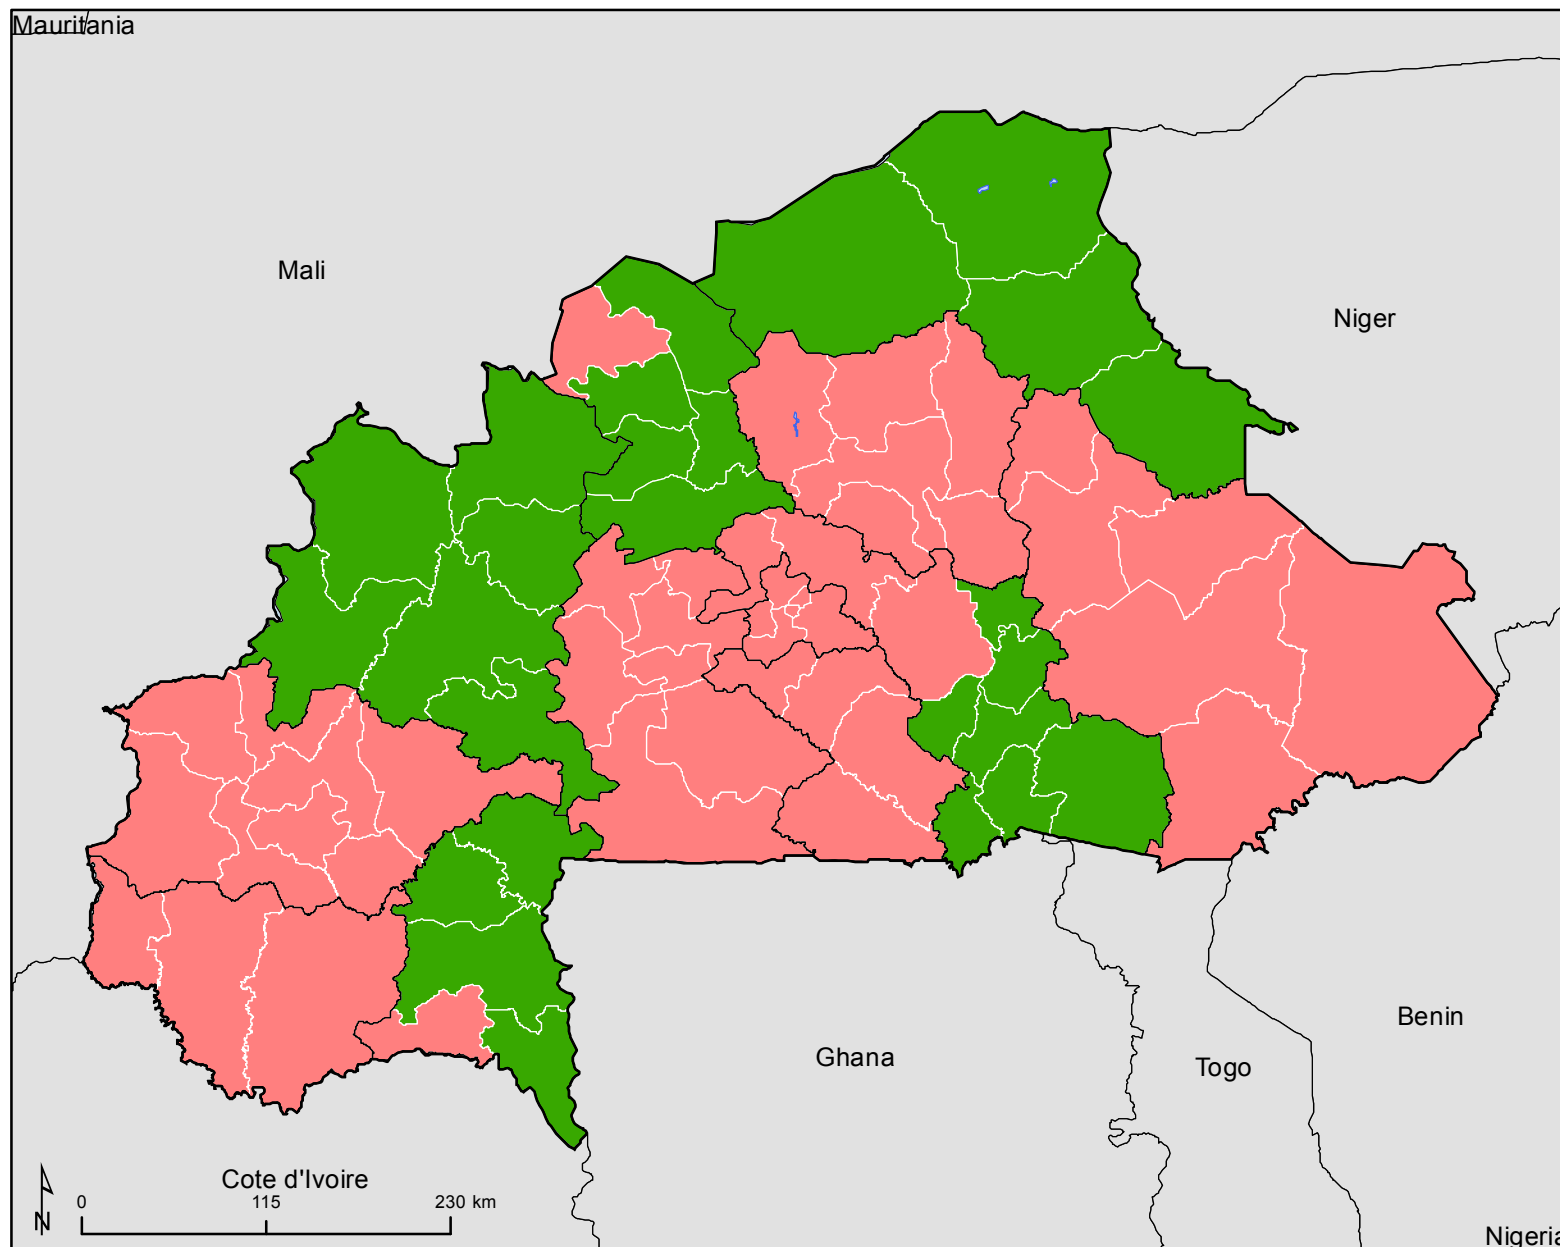 Mauritania
Mali
Niger
Benin
Ghana
Togo
Cote d'Ivoire
0 115 230 km
N
Nigeria